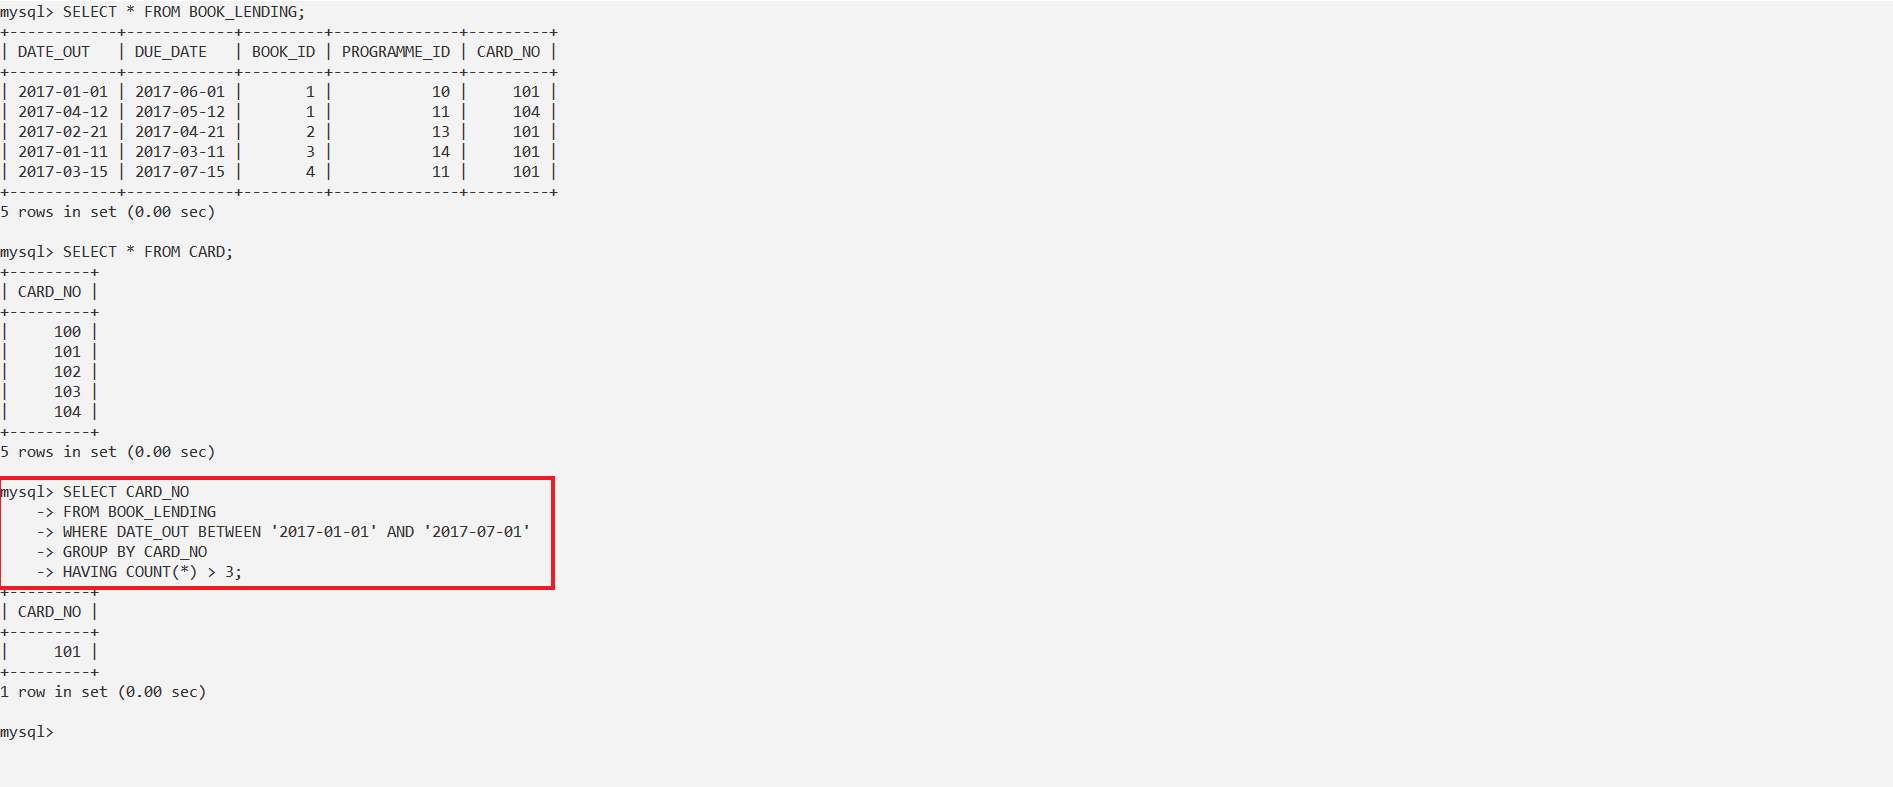 mysql> SELECT * FROM BOOK_LENDING;
+------------+------------+---------+--------------+---------+
| DATE_OUT   | DUE_DATE   | BOOK_ID | PROGRAMME_ID | CARD_NO |
+------------+------------+---------+--------------+---------+
| 2017-01-01 | 2017-06-01 |       1 |           10 |     101 |
| 2017-04-12 | 2017-05-12 |       1 |           11 |     104 |
| 2017-02-21 | 2017-04-21 |       2 |           13 |     101 |
| 2017-01-11 | 2017-03-11 |       3 |           14 |     101 |
| 2017-03-15 | 2017-07-15 |       4 |           11 |     101 |
+------------+------------+---------+--------------+---------+
5 rows in set (0.00 sec)

mysql> SELECT * FROM CARD;
+---------+
| CARD_NO |
+---------+
|     100 |
|     101 |
|     102 |
|     103 |
|     104 |
+---------+
5 rows in set (0.00 sec)

mysql> SELECT CARD_NO
    -> FROM BOOK_LENDING
    -> WHERE DATE_OUT BETWEEN '2017-01-01' AND '2017-07-01'
    -> GROUP BY CARD_NO
    -> HAVING COUNT(*) > 3;
+---------+
| CARD_NO |
+---------+
|     101 |
+---------+
1 row in set (0.00 sec)

mysql>